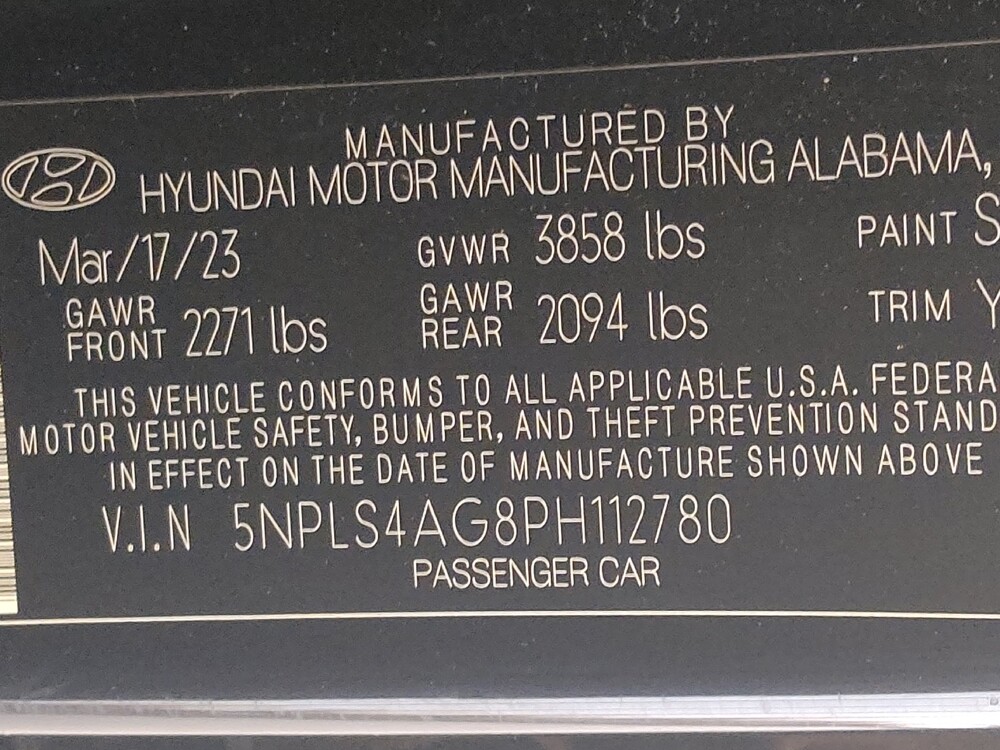 MANUFACTURED BY
HYUNDAI MOTOR MANUFACTURING ALABAMA,
Mar/17/23 GVWR 3858 lbs PAINT S
GAWR FRONT 2271 lbs GAWR REAR 2094 lbs TRIM Y
THIS VEHICLE CONFORMS TO ALL APPLICABLE U.S.A. FEDERA
MOTOR VEHICLE SAFETY, BUMPER, AND THEFT PREVENTION STAND
IN EFFECT ON THE DATE OF MANUFACTURE SHOWN ABOVE
V.I.N 5NPLS4AG8PH112780
PASSENGER CAR